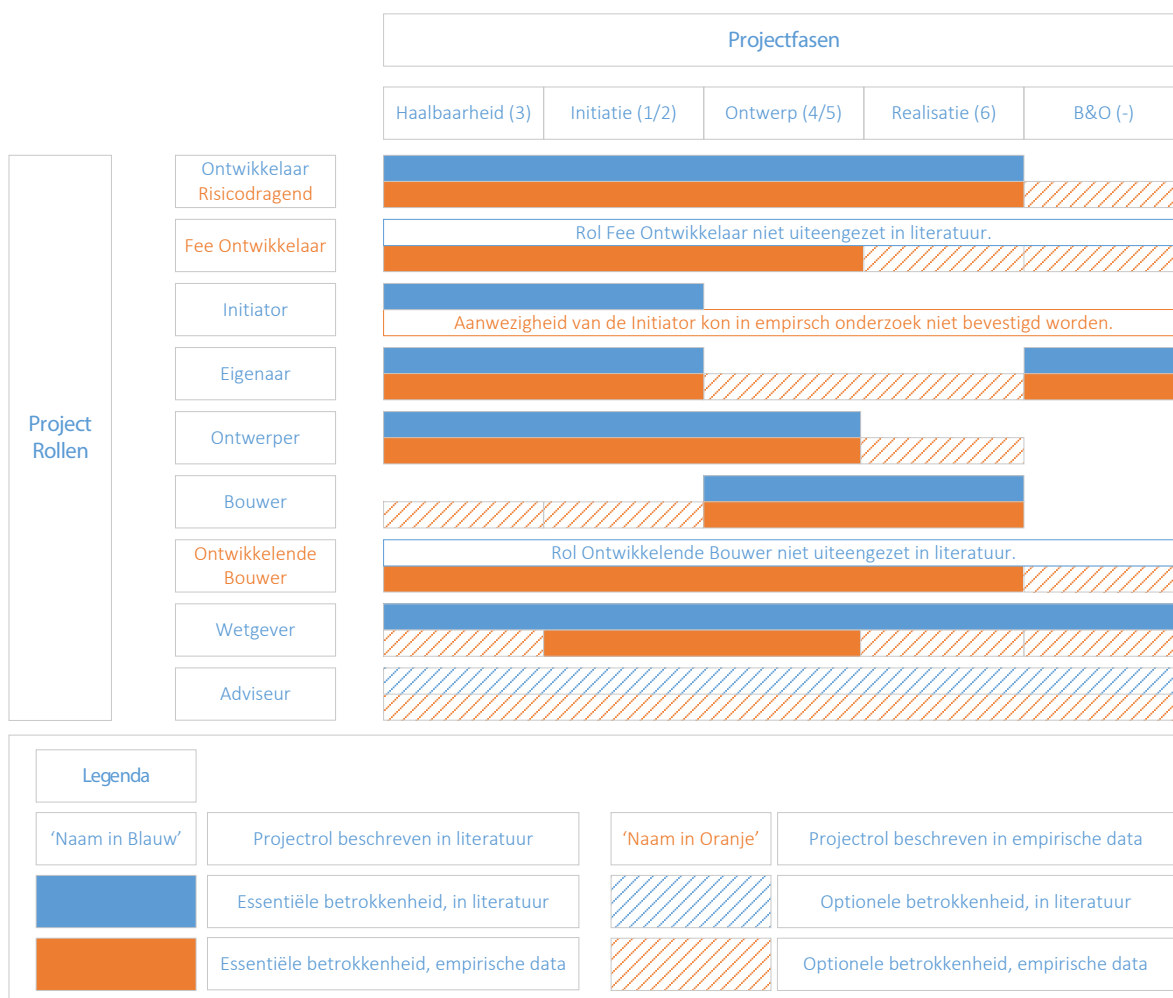 Projectfasen
Haalbaarheid (3)
Initiatie (1/2)
Ontwerp (4/5)
Realisatie (6)
B&O (-)
Project
Rollen
Ontwikkelaar
Risicodragend
Fee Ontwikkelaar
Rol Fee Ontwikkelaar niet uiteengezet in literatuur.
Initiator
Aanwezigheid van de Initiator kon in empirsch onderzoek niet bevestigd worden.
Eigenaar
Ontwerper
Bouwer
Ontwikkelende
Bouwer
Rol Ontwikkelende Bouwer niet uiteengezet in literatuur.
Wetgever
Adviseur
Legenda
‘Naam in Blauw’
Projectrol beschreven in literatuur
‘Naam in Oranje’
Projectrol beschreven in empirische data
Essentiële betrokkenheid, in literatuur
Optionele betrokkenheid, in literatuur
Essentiële betrokkenheid, empirische data
Optionele betrokkenheid, empirische data